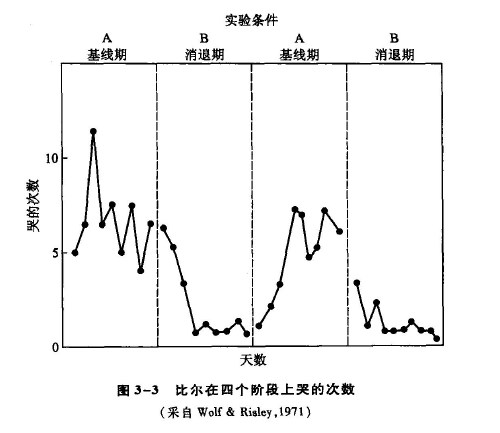 实验条件
A B A B
基线期 消退期 基线期 消退期
10
5
0
哭的次数
天数
图 3-3 比尔在四个阶段上哭的次数
(采自 Wolf & Risley,1971)